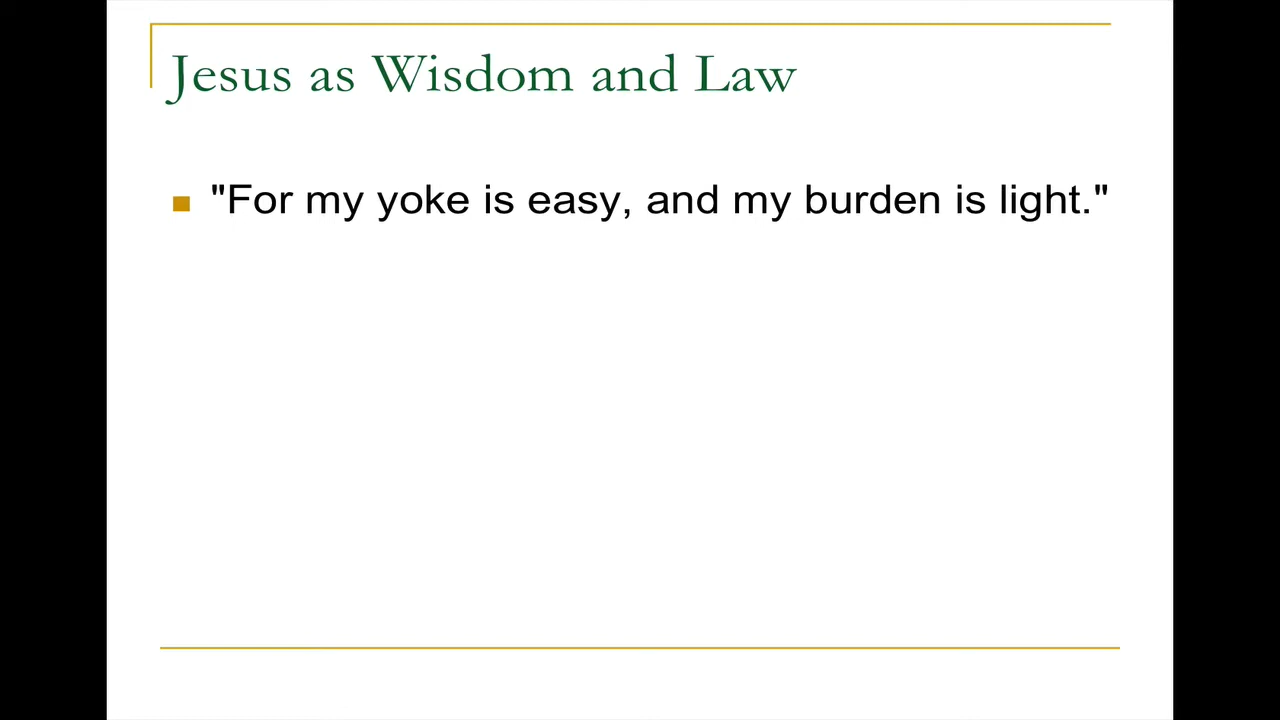 Jesus as Wisdom and Law
"For my yoke is easy, and my burden is light."